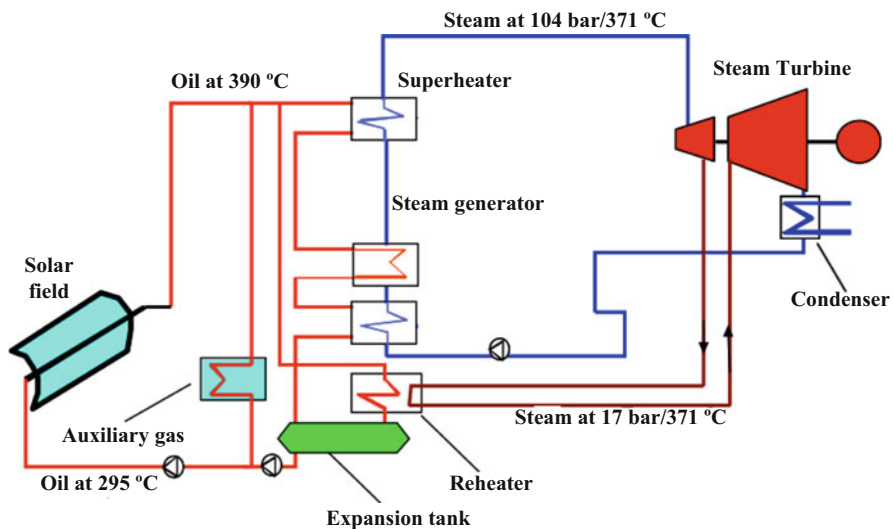 Steam at 104 bar/371 ºC
Steam Turbine
Oil at 390 ºC
Superheater
Steam generator
Solar
field
Condenser
Auxiliary gas
Steam at 17 bar/371 ºC
Oil at 295 ºC
Reheater
Expansion tank